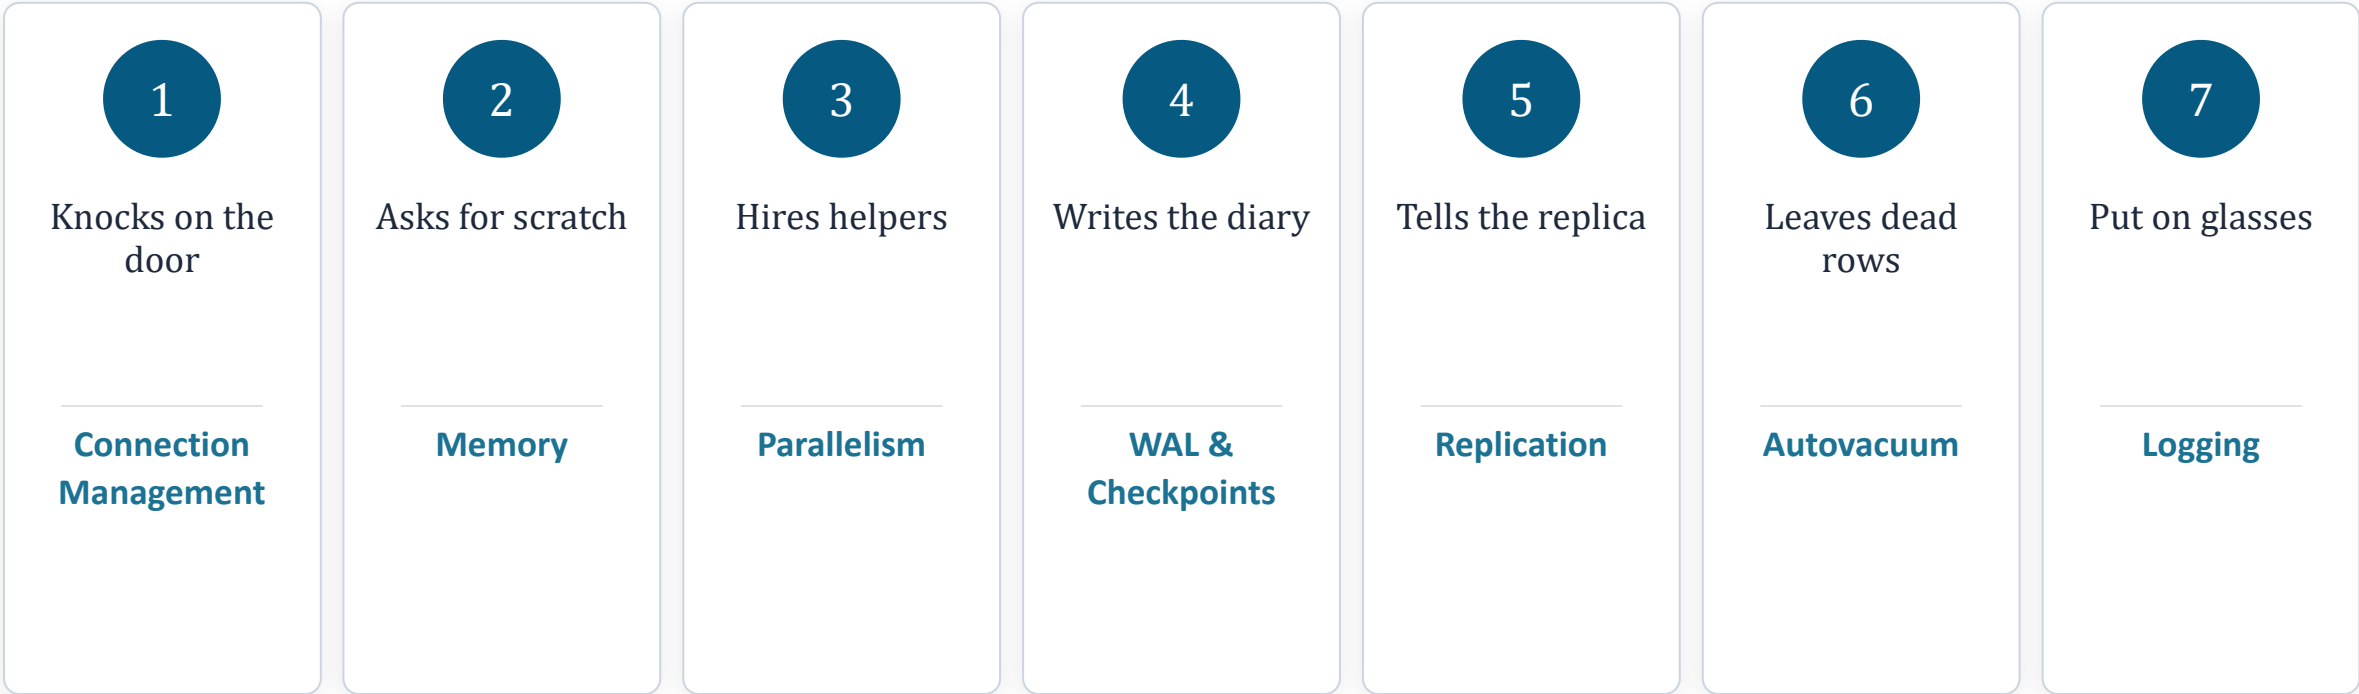 1
Knocks on the
door
Connection
Management
2
Asks for scratch
Memory
3
Hires helpers
Parallelism
4
Writes the diary
WAL &
Checkpoints
5
Tells the replica
Replication
6
Leaves dead
rows
Autovacuum
7
Put on glasses
Logging